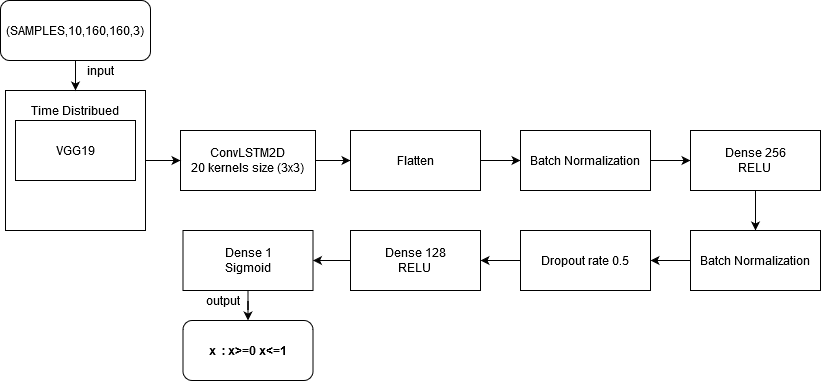 (SAMPLES,10,160,160,3)
input
Time Distribued
VGG19
ConvLSTM2D
20 kernels size (3x3)
Flatten
Batch Normalization
Dense 256
RELU
Batch Normalization
Dropout rate 0.5
Dense 128
RELU
Dense 1
Sigmoid
output
x : x>=0 x<=1